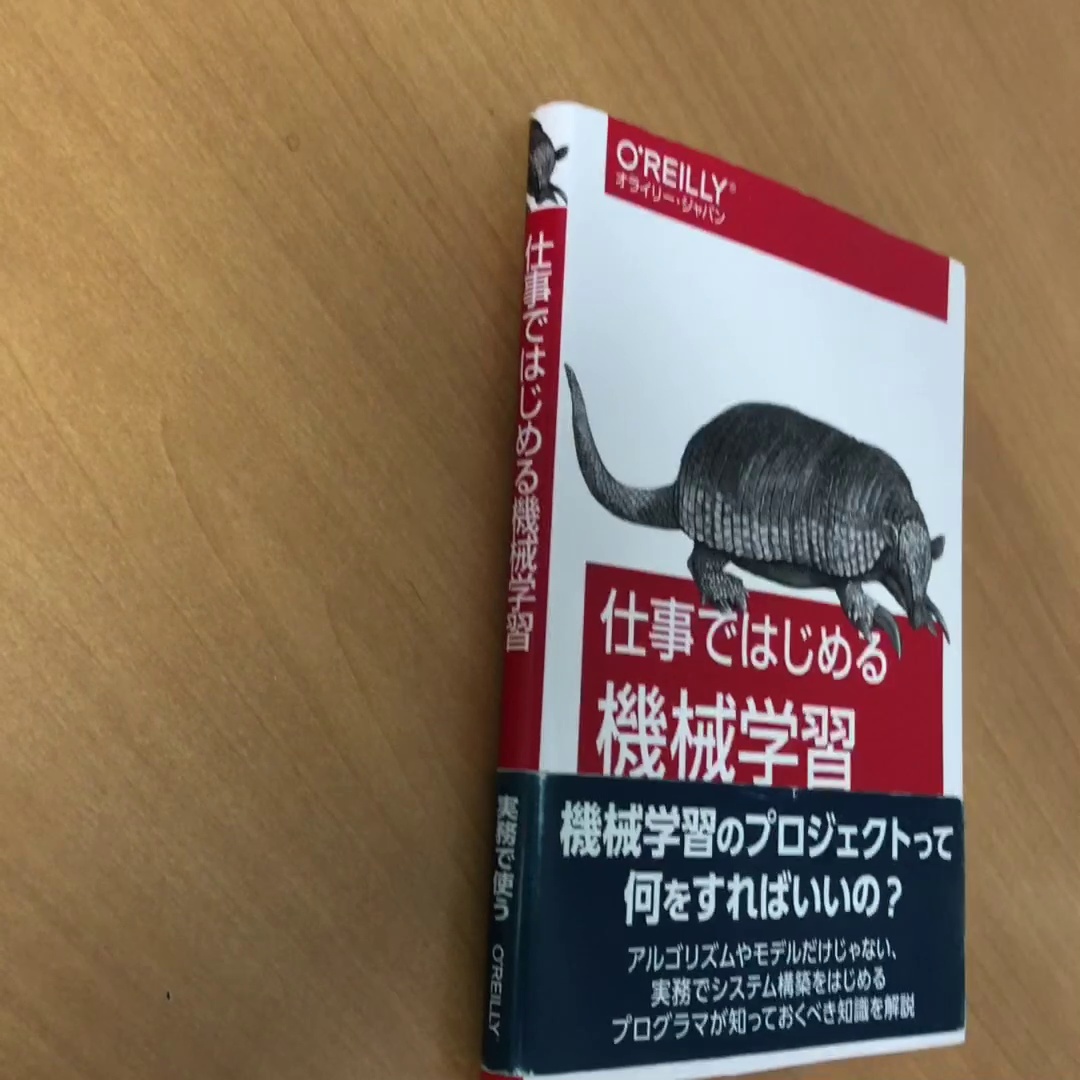 O'REILLY®
オライリー・ジャパン
仕事ではじめる機械学習
仕事ではじめる
機械学習
機械学習のプロジェクトって
何をすればいいの?
アルゴリズムやモデルだけじゃない、
実務でシステム構築をはじめる
プログラマが知っておくべき知識を解説
実務で使う
O'REILLY